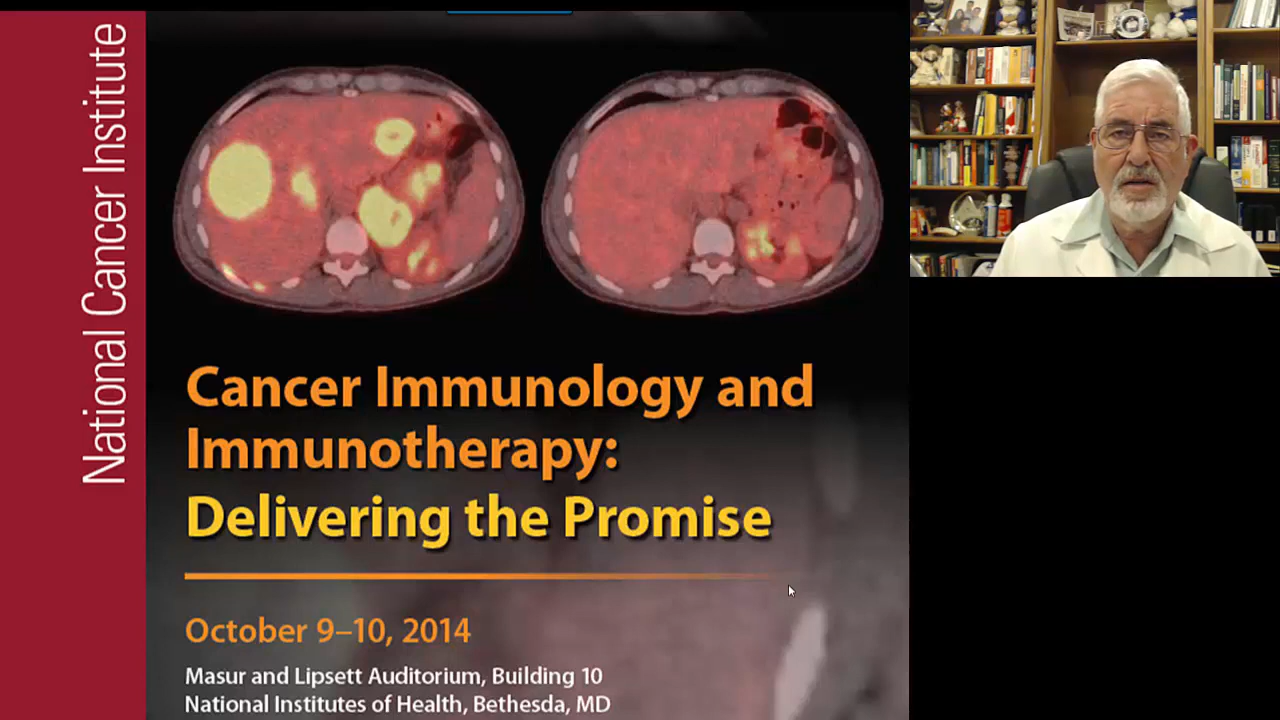 National Cancer Institute
Cancer Immunology and
Immunotherapy:
Delivering the Promise
October 9–10, 2014
Masur and Lipsett Auditorium, Building 10
National Institutes of Health, Bethesda, MD